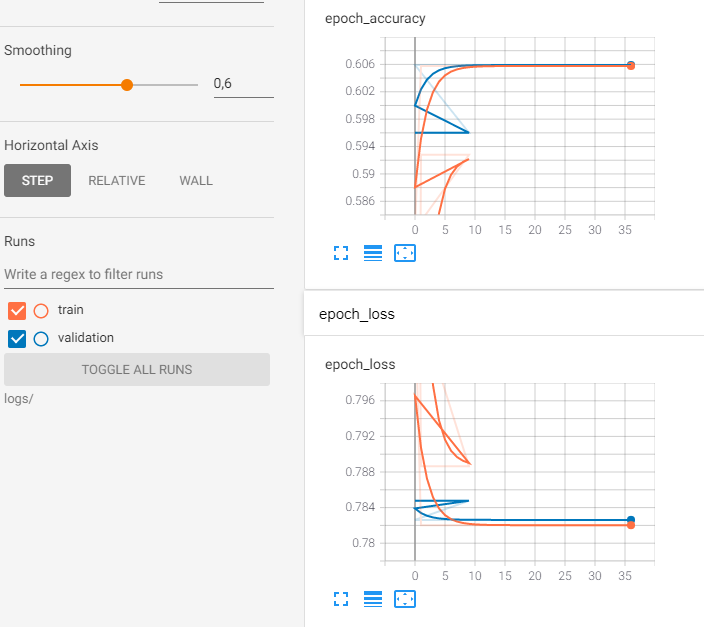 Smoothing
0,6
Horizontal Axis
STEP RELATIVE WALL
Runs
Write a regex to filter runs
train
validation
TOGGLE ALL RUNS
logs/
epoch_accuracy
0.606
0.602
0.598
0.594
0.59
0.586
0 5 10 15 20 25 30 35
epoch_loss
epoch_loss
0.796
0.792
0.788
0.784
0.78
0 5 10 15 20 25 30 35